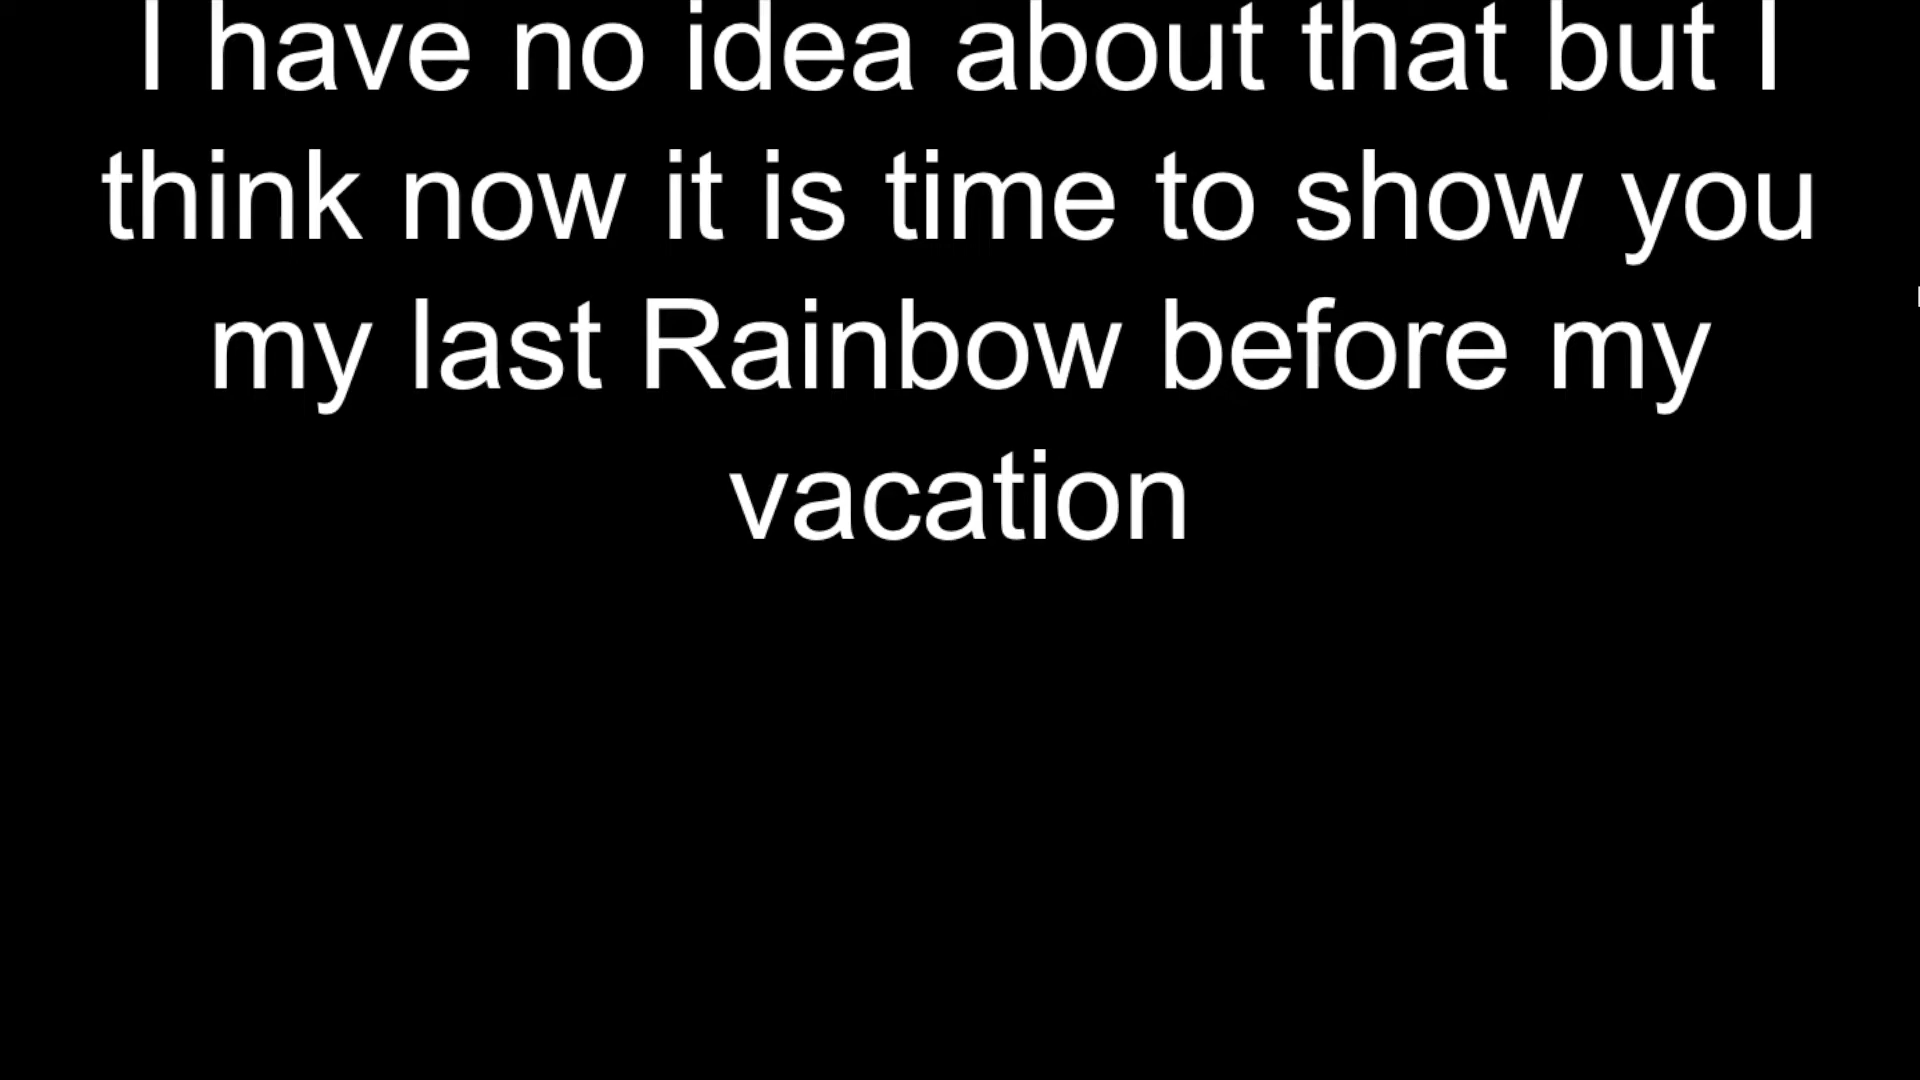 I have no idea about that but I
think now it is time to show you
my last Rainbow before my
vacation